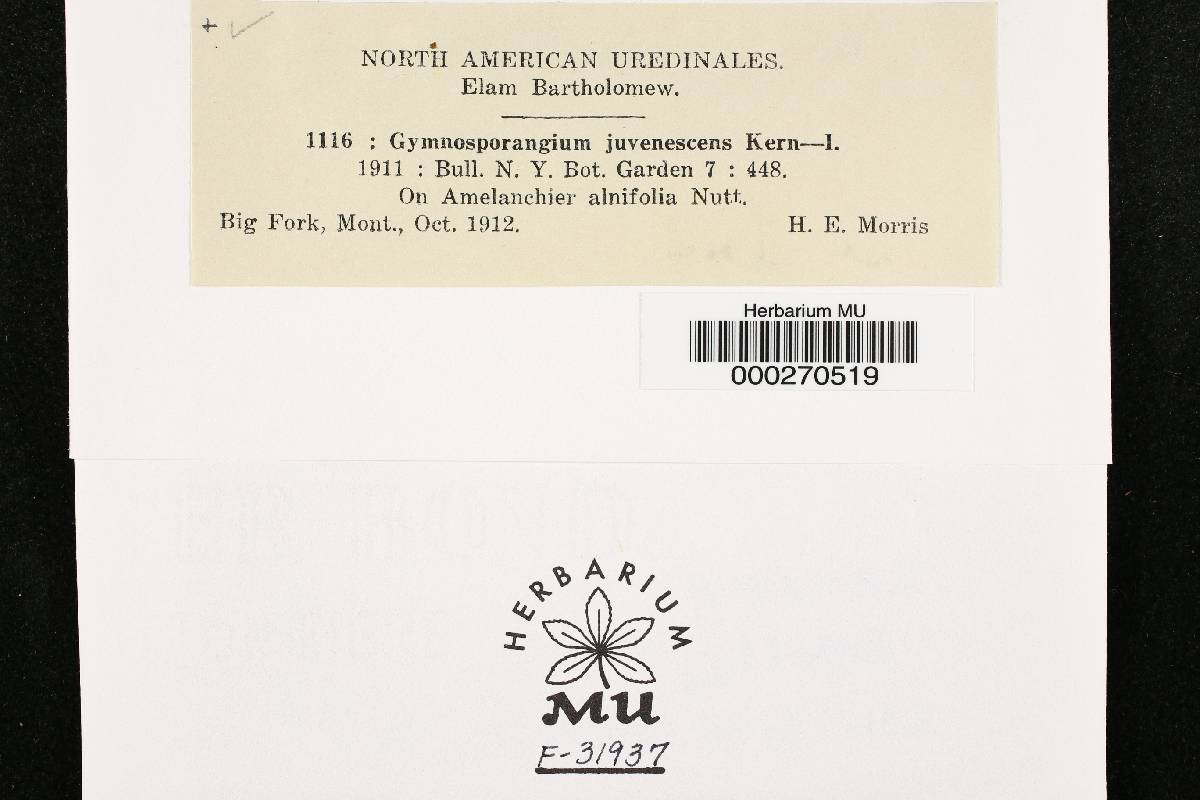 NORTH AMERICAN UREDINALES.
Elam Bartholomew.
1116 : Gymnosporangium juvenescens Kern—I.
1911 : Bull. N. Y. Bot. Garden 7 : 448.
On Amelanchier alnifolia Nutt.
Big Fork, Mont., Oct. 1912. H. E. Morris
Herbarium MU
000270519
HERBARIUM
MU
F-31937